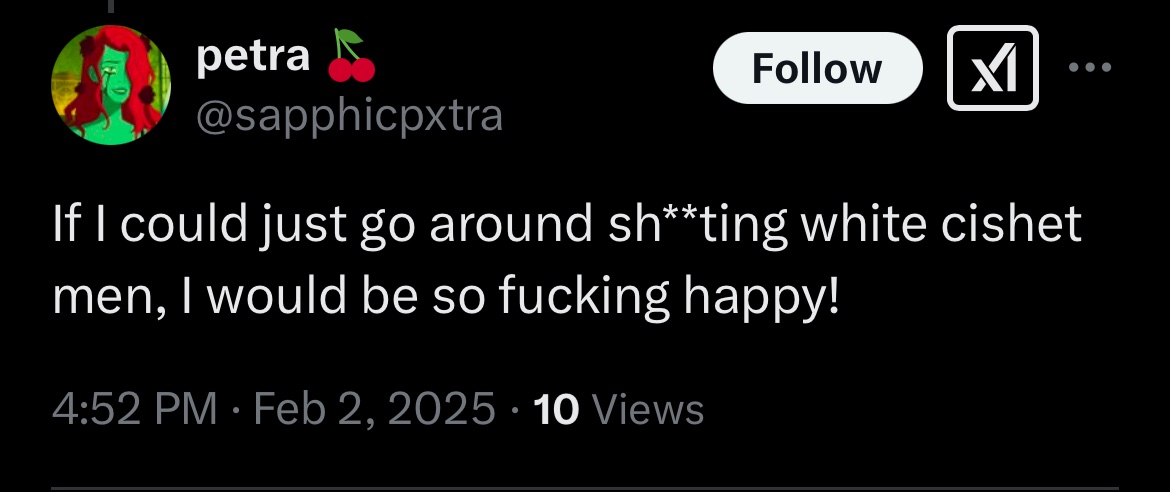 petra 🍒
Follow
@sapphicpxtra
If I could just go around sh**ting white cishet
men, I would be so fucking happy!
4:52 PM · Feb 2, 2025 · 10 Views